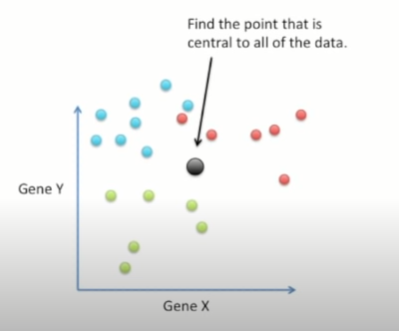 Find the point that is
central to all of the data.
Gene Y
Gene X